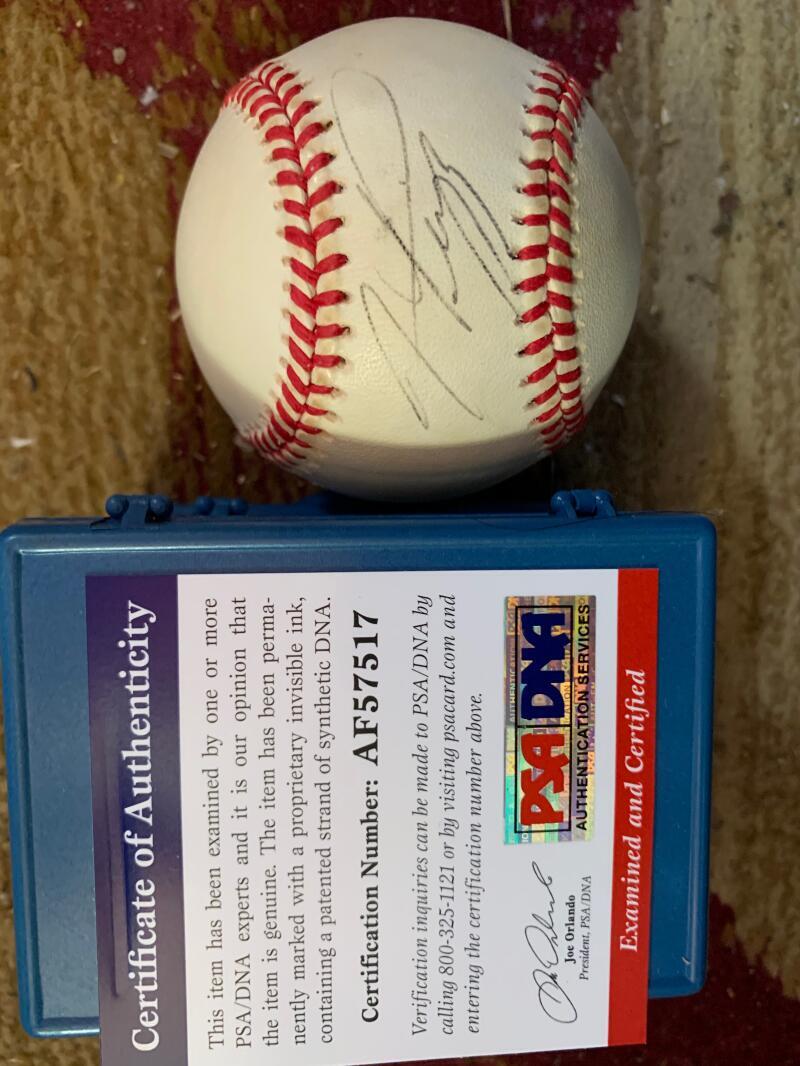 Certificate of Authenticity
This item has been examined by one or more
PSA/DNA experts and it is our opinion that
the item is genuine. The item has been perma-
nently marked with a proprietary invisible ink,
containing a patented strand of synthetic DNA.
Certification Number: AF57517
Verification inquiries can be made to PSA/DNA by
calling 800-325-1121 or by visiting psacard.com and
entering the certification number above.
PSA/DNA
AUTHENTICATION SERVICES
Joe Orlando
President, PSA/DNA
Examined and Certified